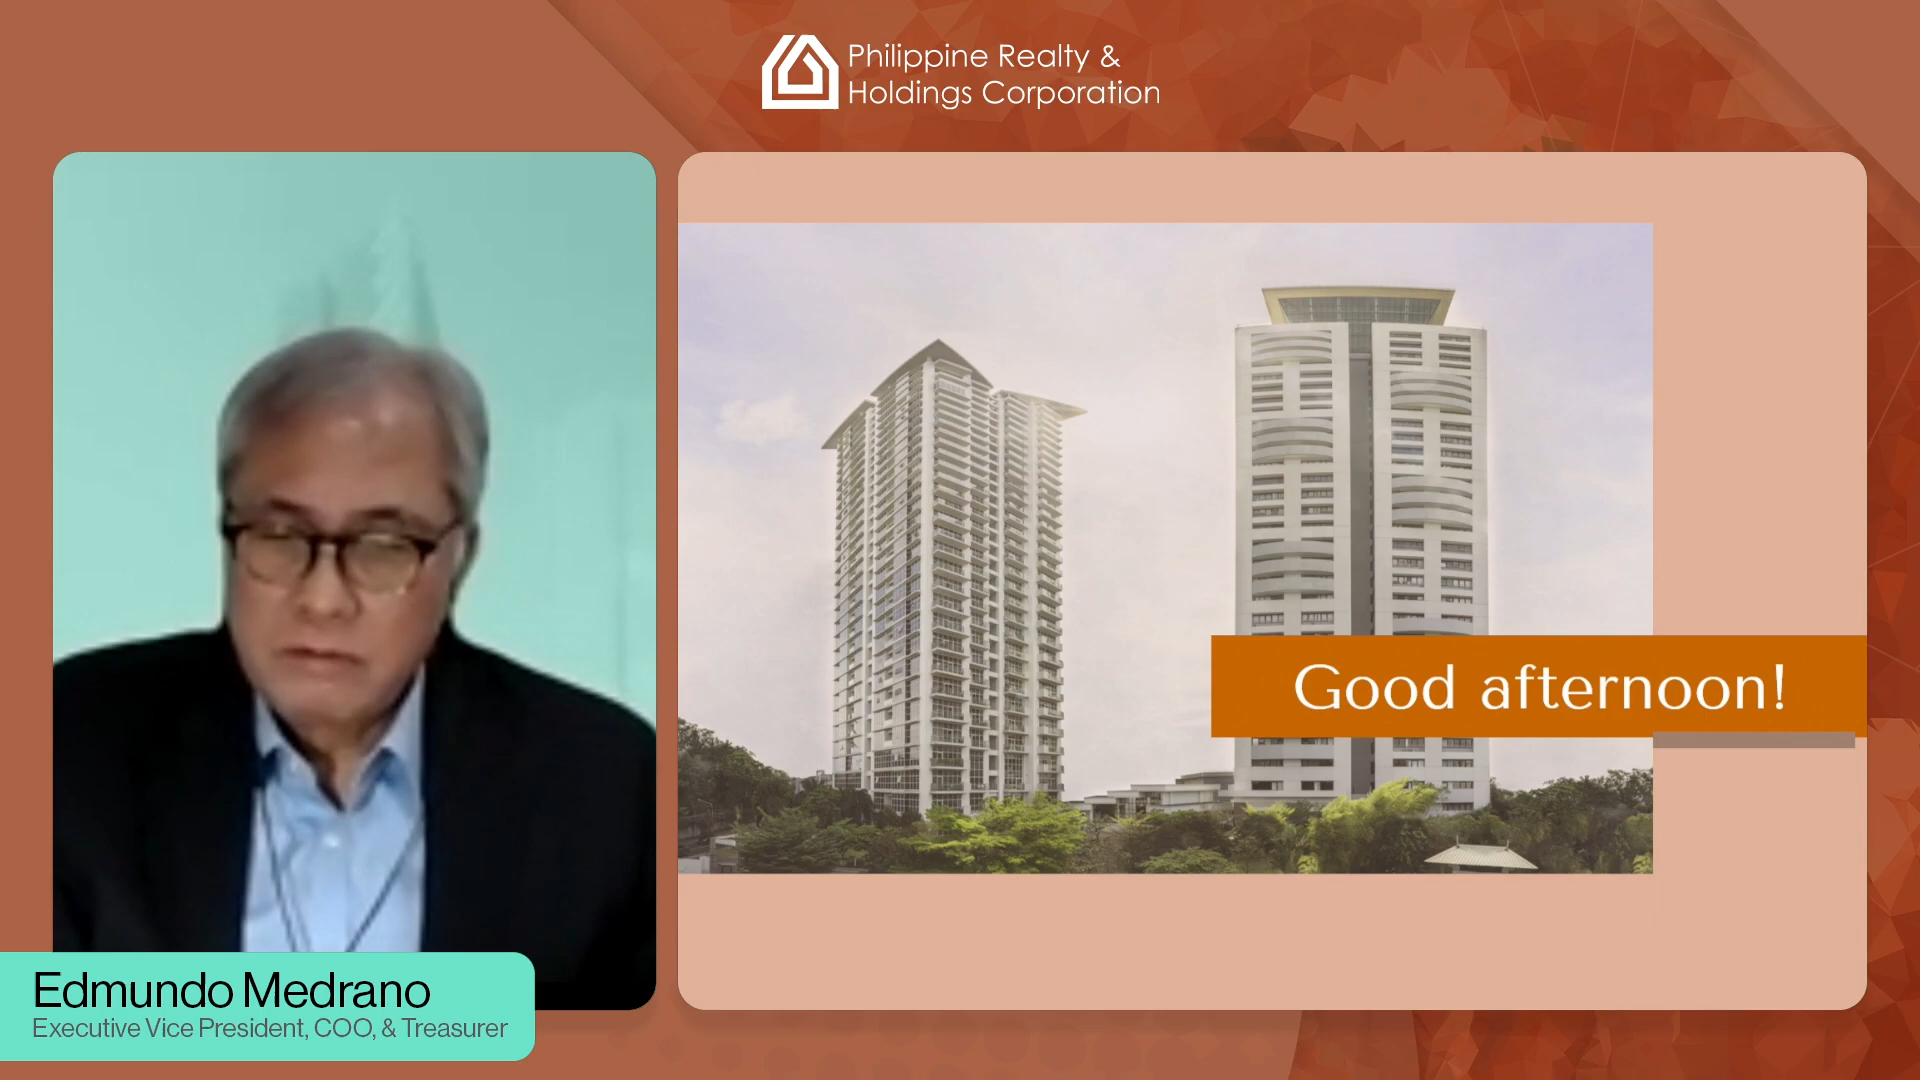 Philippine Realty &
Holdings Corporation
Good afternoon!
Edmundo Medrano
Executive Vice President, COO, & Treasurer